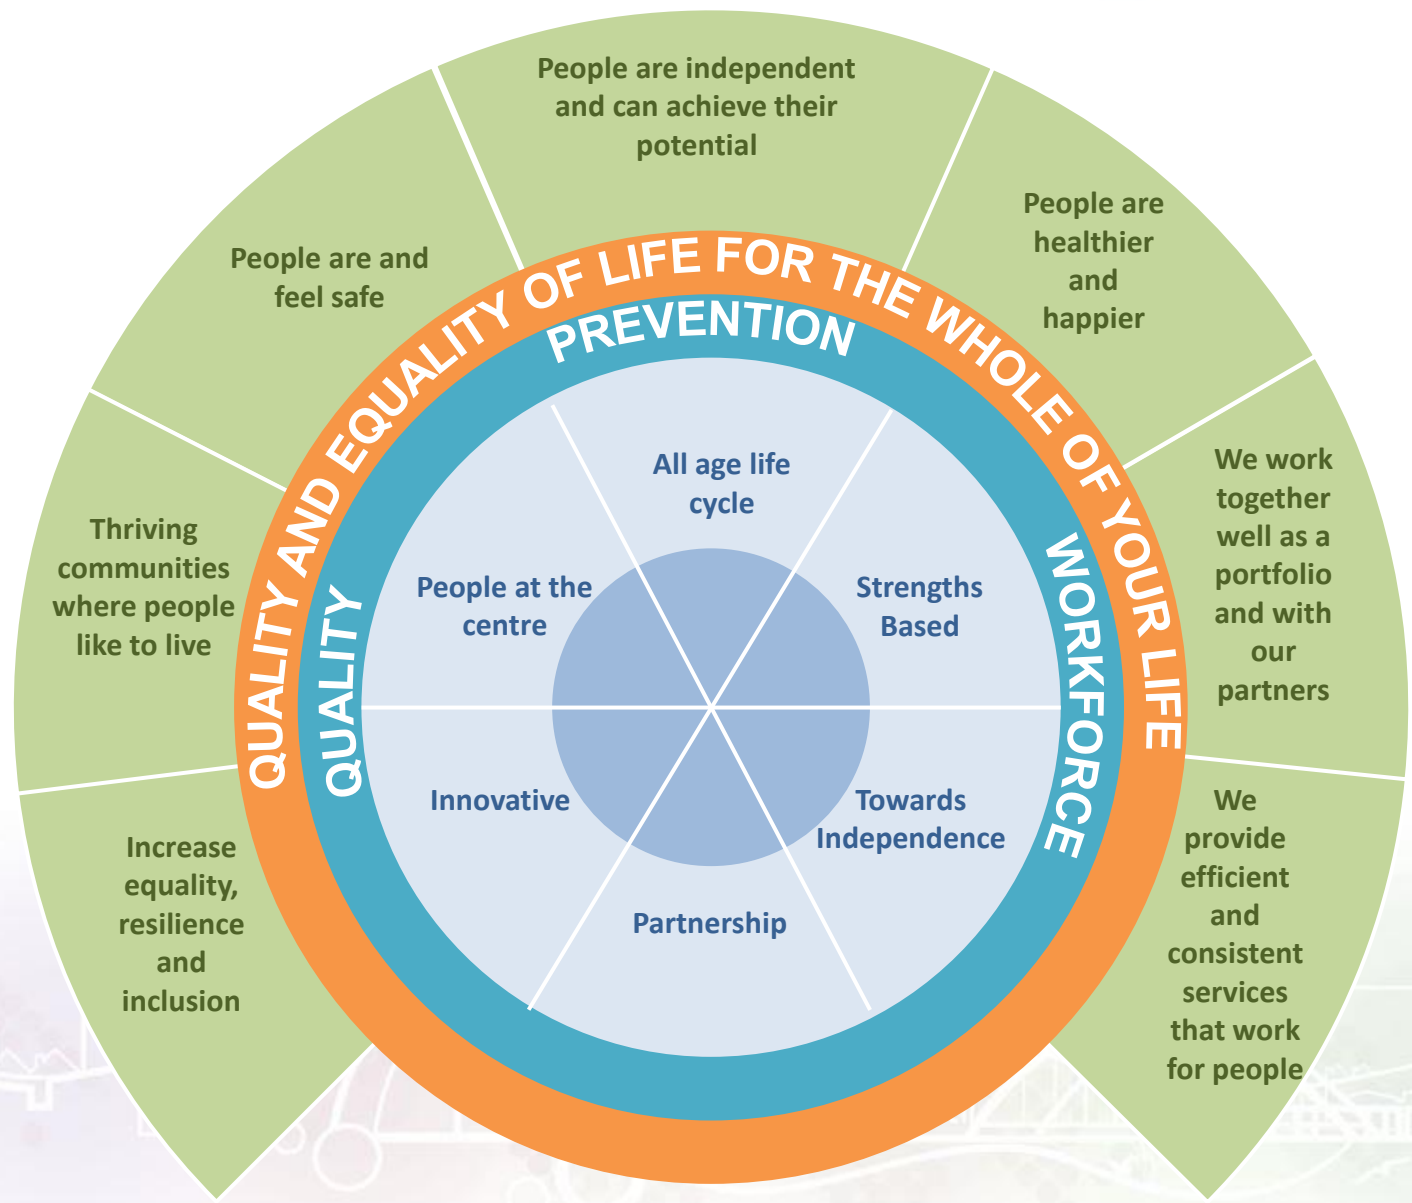 People are independent
and can achieve their
potential
People are
healthier
and
happier
People are and
feel safe
QUALITY AND EQUALITY OF LIFE FOR THE WHOLE OF YOUR LIFE
PREVENTION
WORKFORCE
QUALITY
We work
together
well as a
portfolio
and with
our
partners
Thriving
communities
where people
like to live
All age life
cycle
People at the
centre
Strengths
Based
Innovative
Towards
Independence
Partnership
Increase
equality,
resilience
and
inclusion
We
provide
efficient
and
consistent
services
that work
for people